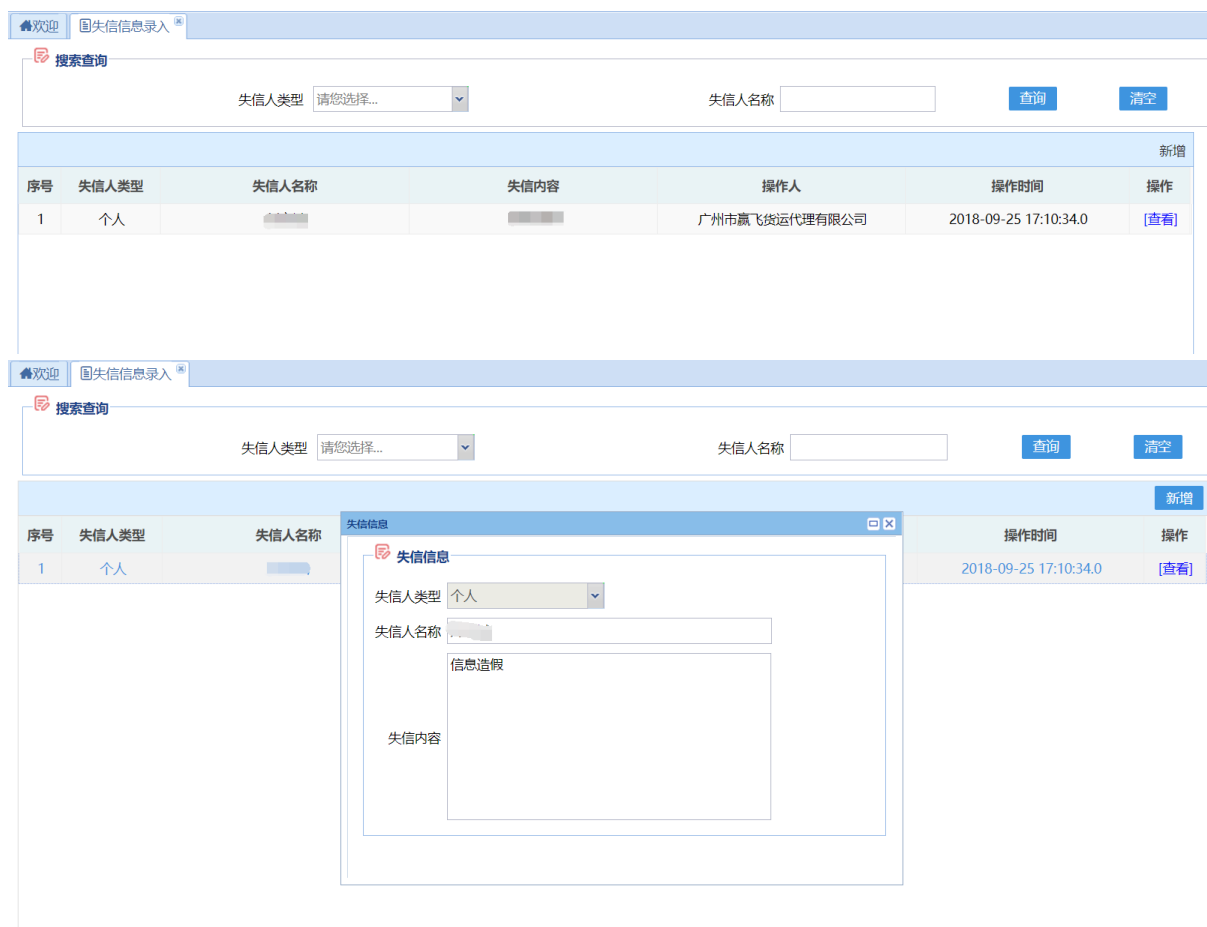 欢迎 失信信息录入
搜索查询
失信人类型 请您选择... 失信人名称 查询 清空
新增
序号 失信人类型 失信人名称 失信内容 操作人 操作时间 操作
1 个人 广州市赢飞货运代理有限公司 2018-09-25 17:10:34.0 [查看]
欢迎 失信信息录入
搜索查询
失信人类型 请您选择... 失信人名称 查询 清空
新增
序号 失信人类型 失信人名称 操作时间 操作
1 个人 2018-09-25 17:10:34.0 [查看]
失信信息
失信信息
失信人类型 个人
失信人名称
失信内容 信息造假